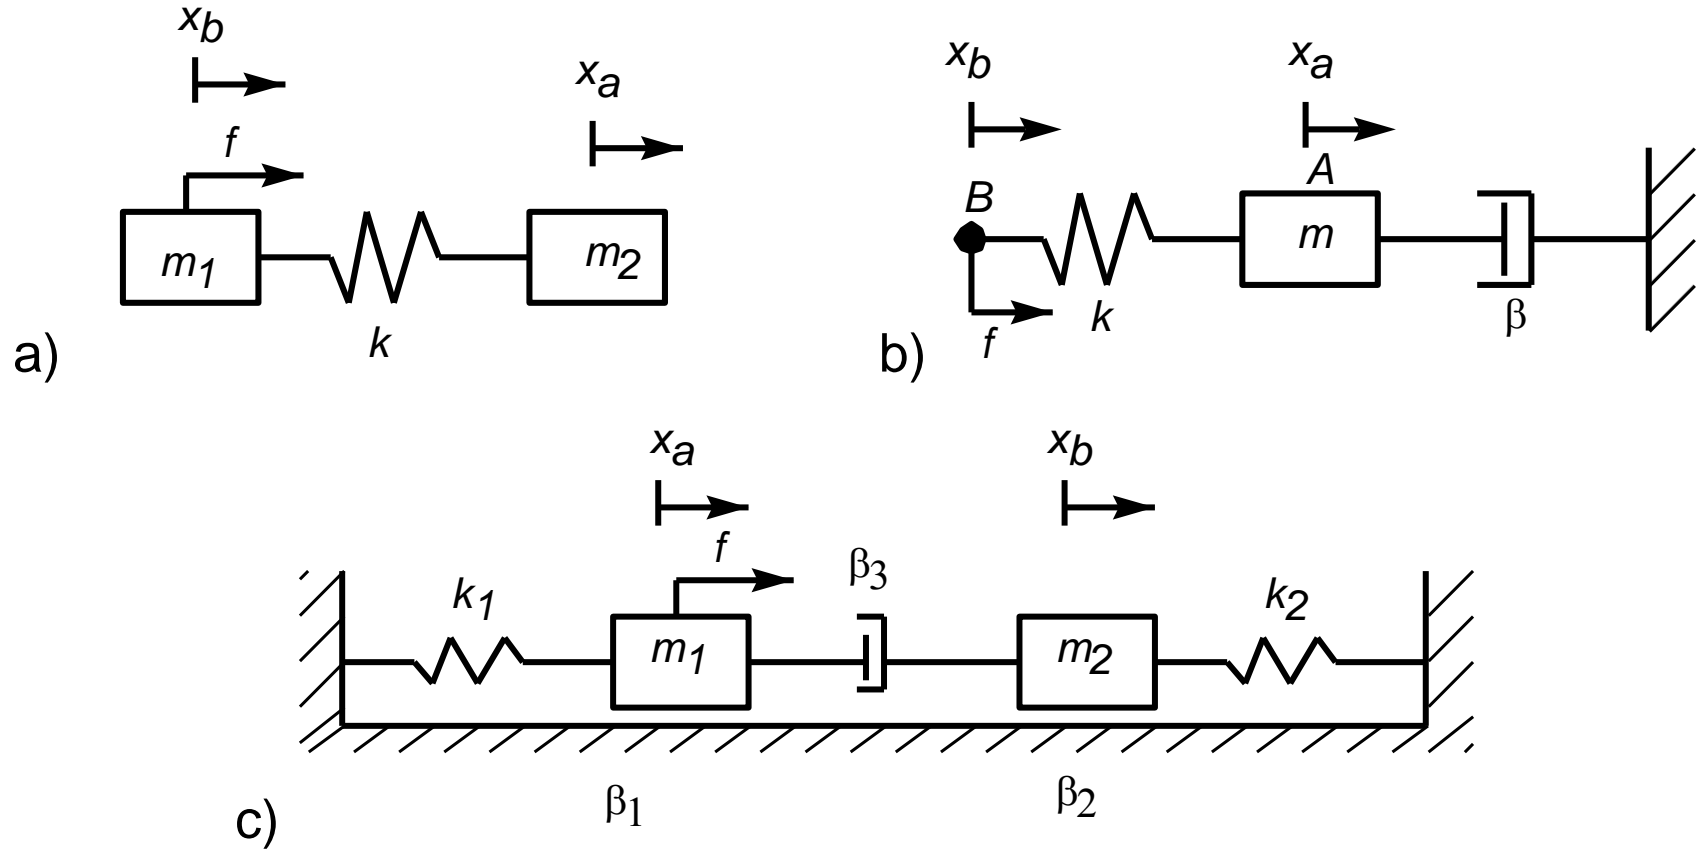 x_b
x_a
f
m_1
k
m_2
a)
x_b
x_a
B
A
m
f
k
β
b)
x_a
x_b
f
k_1
β_3
k_2
m_1
m_2
β_1
β_2
c)